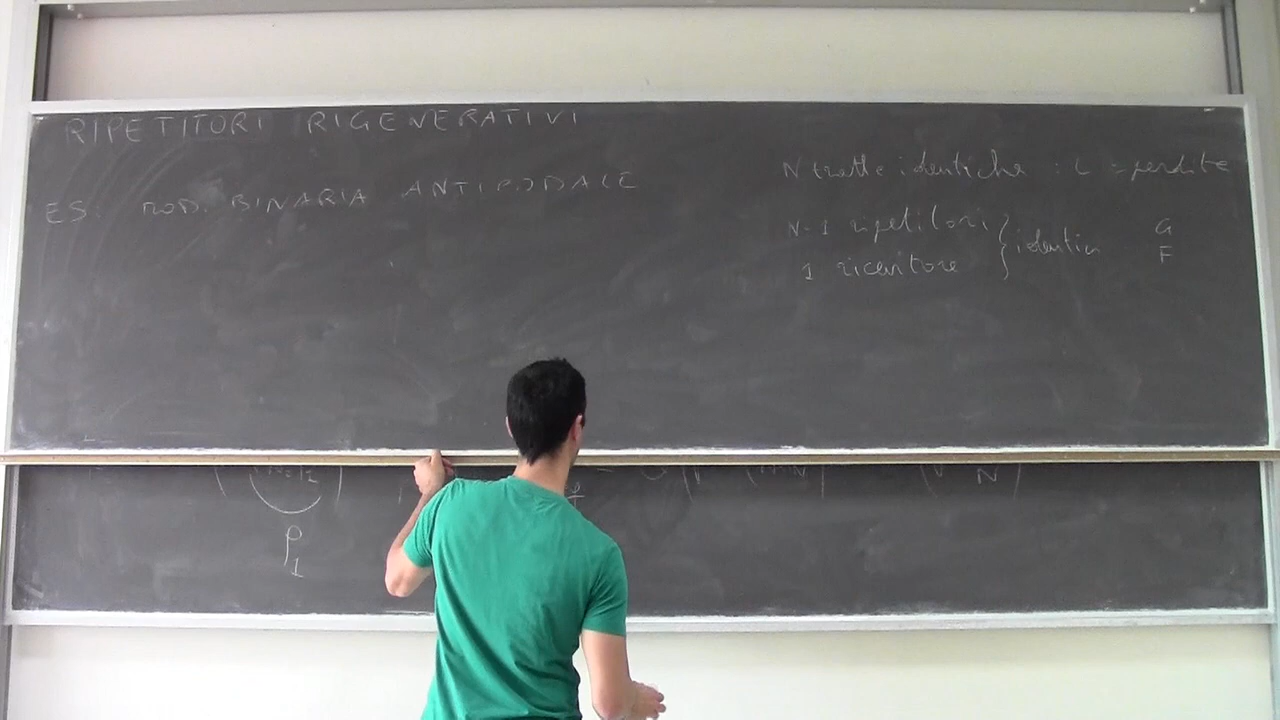 RIPETITORI RIGENERATIVI
ES: MOD. BINARIA ANTIPODALE
N tratte identiche : L = perdite
N-1 ripetitori } identici G
1 ricevitore F
N
ρ1